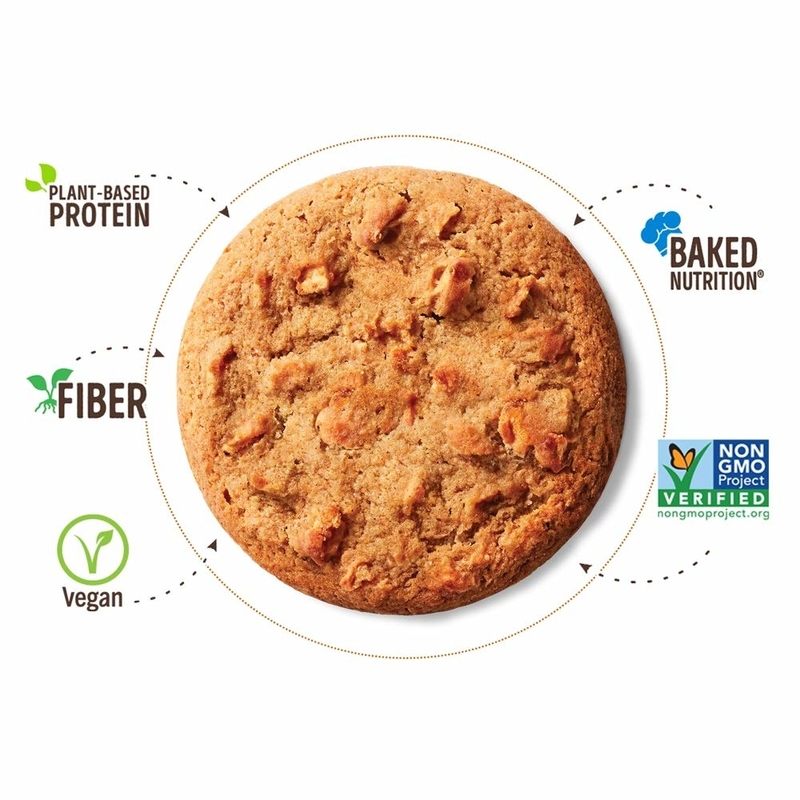 PLANT-BASED
PROTEIN
BAKED
NUTRITION®
FIBER
NON
GMO
Project
VERIFIED
nongmoproject.org
Vegan